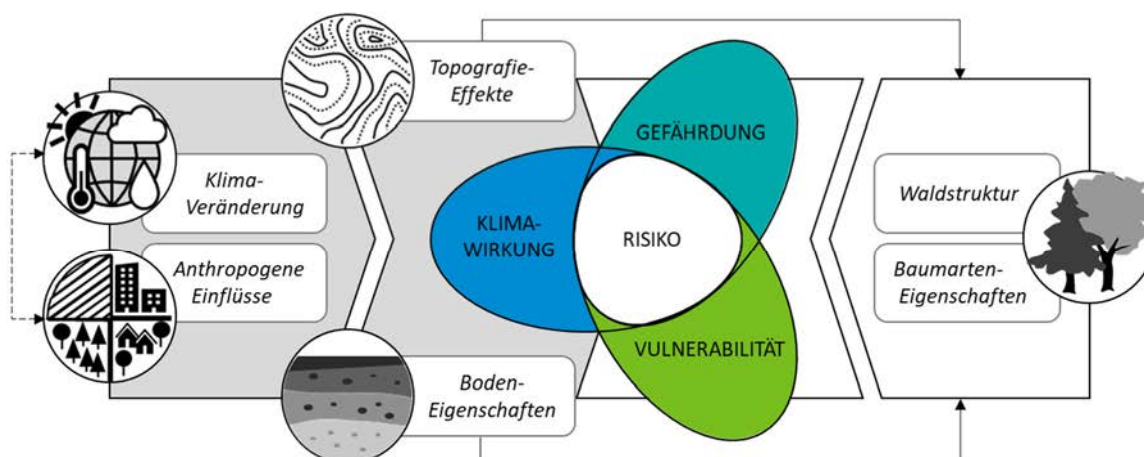 Topografie-
Effekte
Klima-
Veränderung
Anthropogene
Einflüsse
Boden-
Eigenschaften
GEFÄHRDUNG
KLIMA-
WIRKUNG
RISIKO
VULNERABILITÄT
Waldstruktur
Baumarten-
Eigenschaften